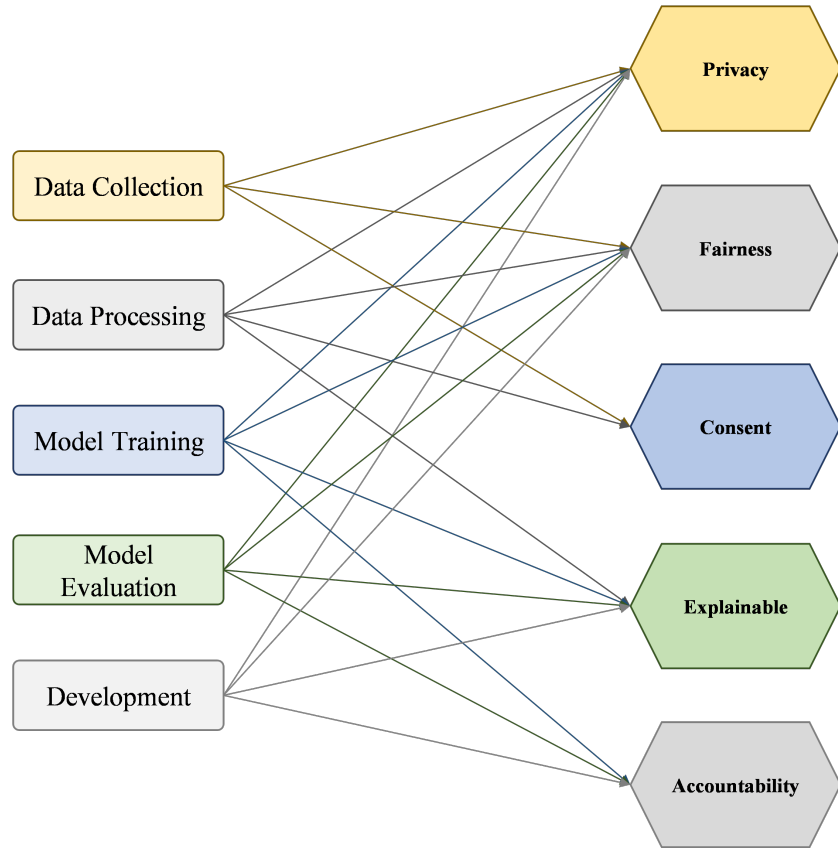 Data Collection
Data Processing
Model Training
Model
Evaluation
Development
Privacy
Fairness
Consent
Explainable
Accountability